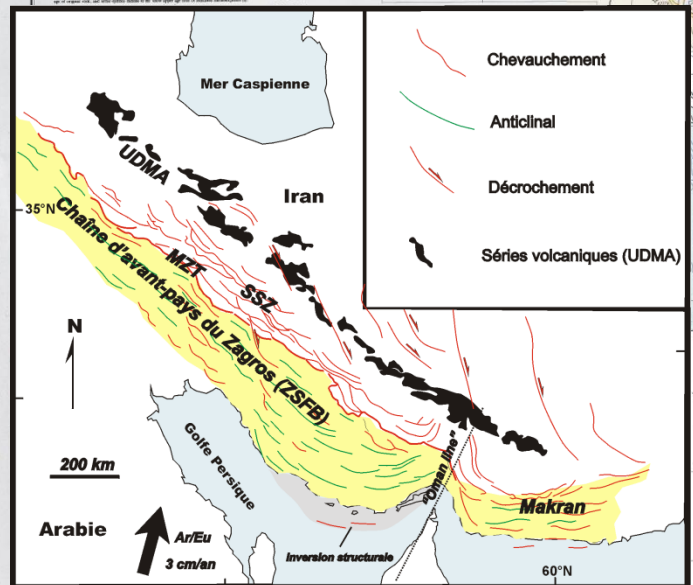 Mer Caspienne
Chevauchement
Anticlinal
Décrochement
Séries volcaniques (UDMA)
UDMA
Iran
35°N
Chaîne d'avant-pays du Zagros (ZSFB)
MZT
SSZ
N
Golfe Persique
200 km
"Oman line"
Makran
Arabie
Ar/Eu
3 cm/an
Inversion structurale
60°N